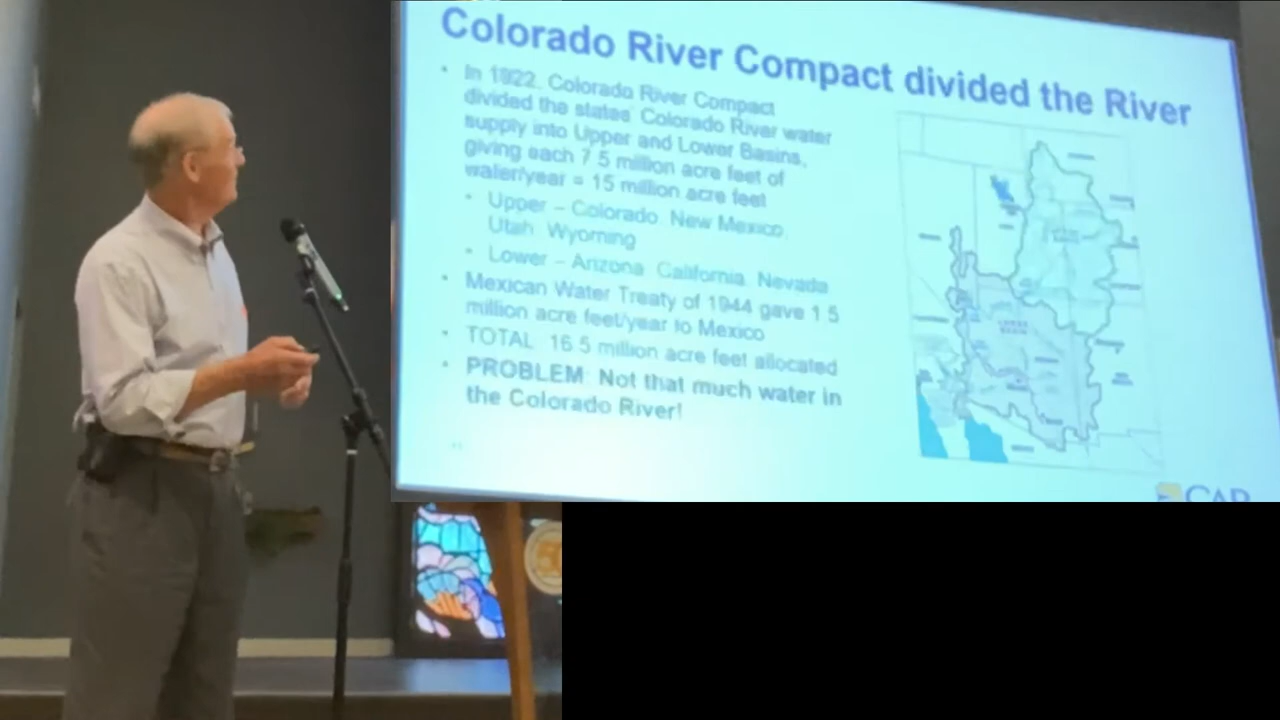 Colorado River Compact divided the River
• In 1922, Colorado River Compact
divided the states' Colorado River water
supply into Upper and Lower Basins,
giving each 7.5 million acre feet of
water/year = 15 million acre feet
• Upper – Colorado, New Mexico,
Utah, Wyoming
• Lower – Arizona, California, Nevada
• Mexican Water Treaty of 1944 gave 1.5
million acre feet/year to Mexico
• TOTAL: 16.5 million acre feet allocated
• PROBLEM: Not that much water in
the Colorado River!
LOWER
BASIN
CAP